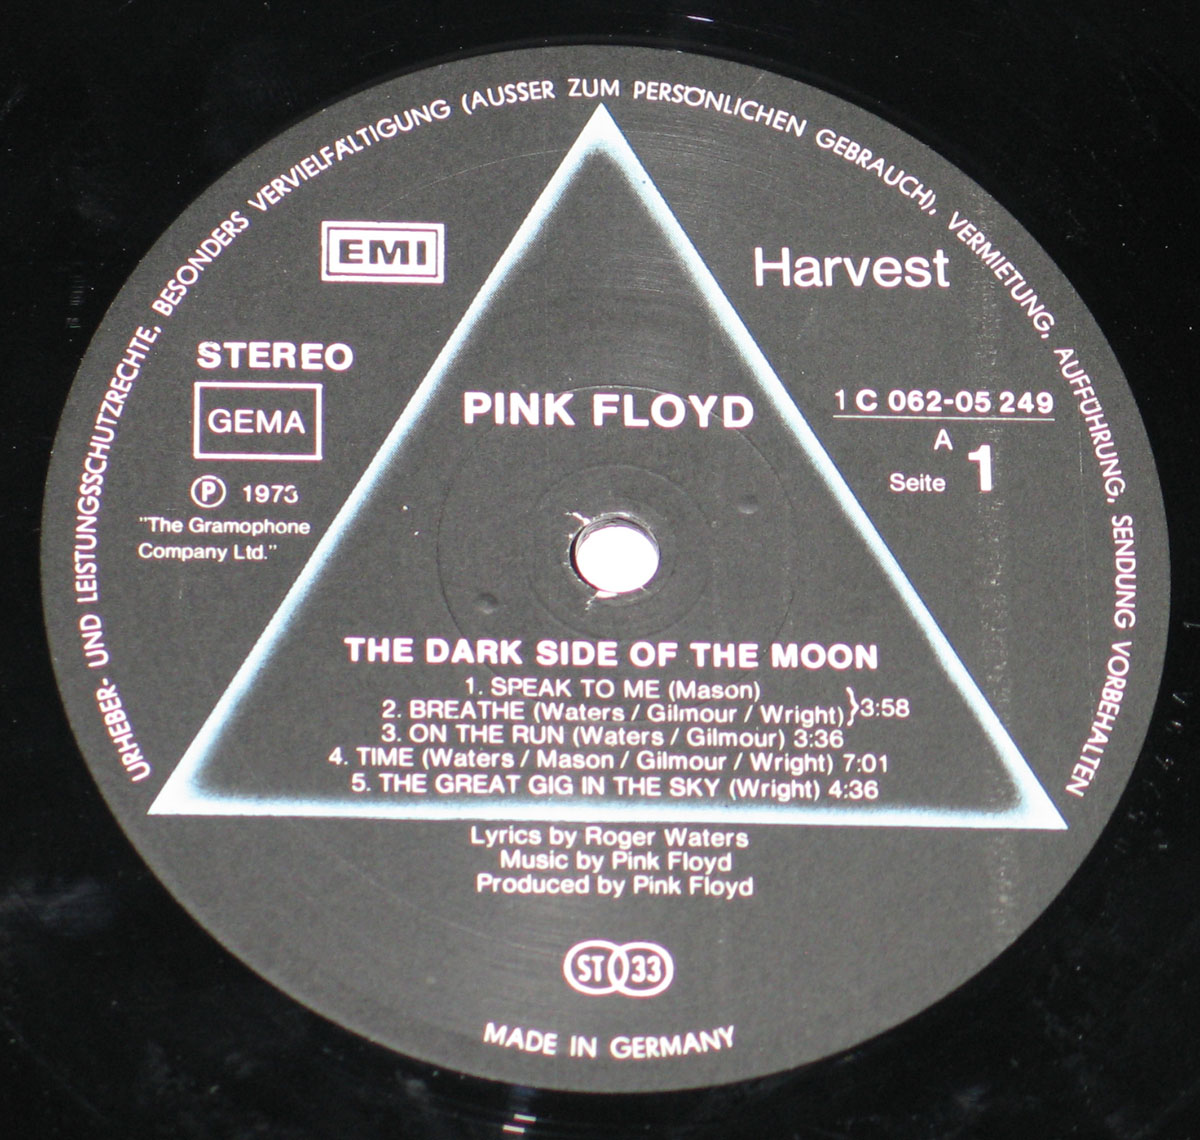 URHEBER- UND LEISTUNGSSCHUTZRECHTE, BESONDERS VERVIELFÄLTIGUNG (AUSSER ZUM PERSÖNLICHEN GEBRAUCH), VERMIETUNG, AUFFÜHRUNG, SENDUNG VORBEHALTEN
EMI
Harvest
STEREO
GEMA
Ⓟ 1973
"The Gramophone
Company Ltd."
PINK FLOYD
1 C 062-05 249
A
Seite 1
THE DARK SIDE OF THE MOON
1. SPEAK TO ME (Mason)
2. BREATHE (Waters / Gilmour / Wright) }3:58
3. ON THE RUN (Waters / Gilmour) 3:36
4. TIME (Waters / Mason / Gilmour / Wright) 7:01
5. THE GREAT GIG IN THE SKY (Wright) 4:36
Lyrics by Roger Waters
Music by Pink Floyd
Produced by Pink Floyd
ST 33
MADE IN GERMANY